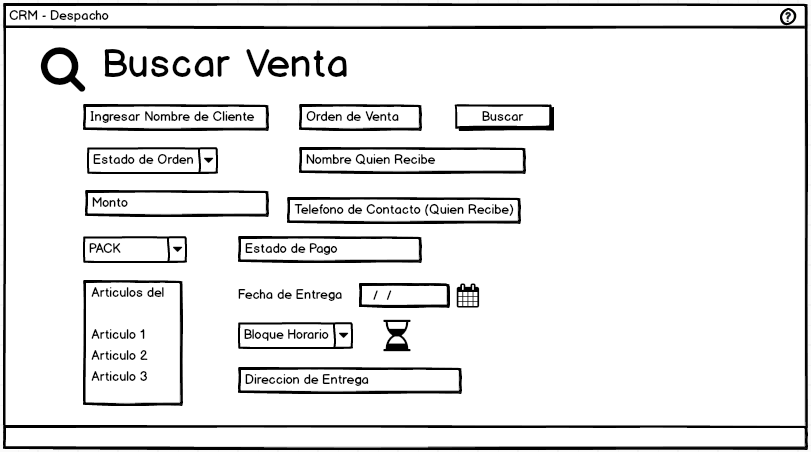 CRM - Despacho
?
Buscar Venta
Ingresar Nombre de Cliente
Orden de Venta
Buscar
Estado de Orden
Nombre Quien Recibe
Monto
Telefono de Contacto (Quien Recibe)
PACK
Estado de Pago
Articulos del
Fecha de Entrega
/ /
Articulo 1
Bloque Horario
Articulo 2
Articulo 3
Direccion de Entrega